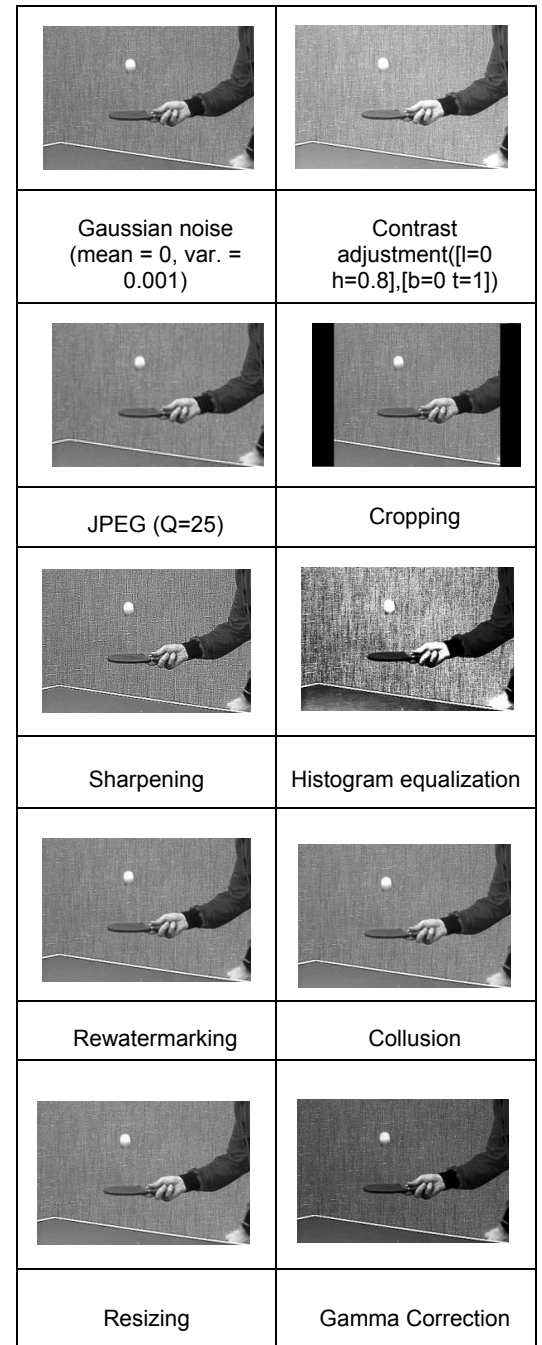 Gaussian noise
(mean = 0, var. =
0.001)
Contrast
adjustment([l=0
h=0.8],[b=0 t=1])
JPEG (Q=25)
Cropping
Sharpening
Histogram equalization
Rewatermarking
Collusion
Resizing
Gamma Correction